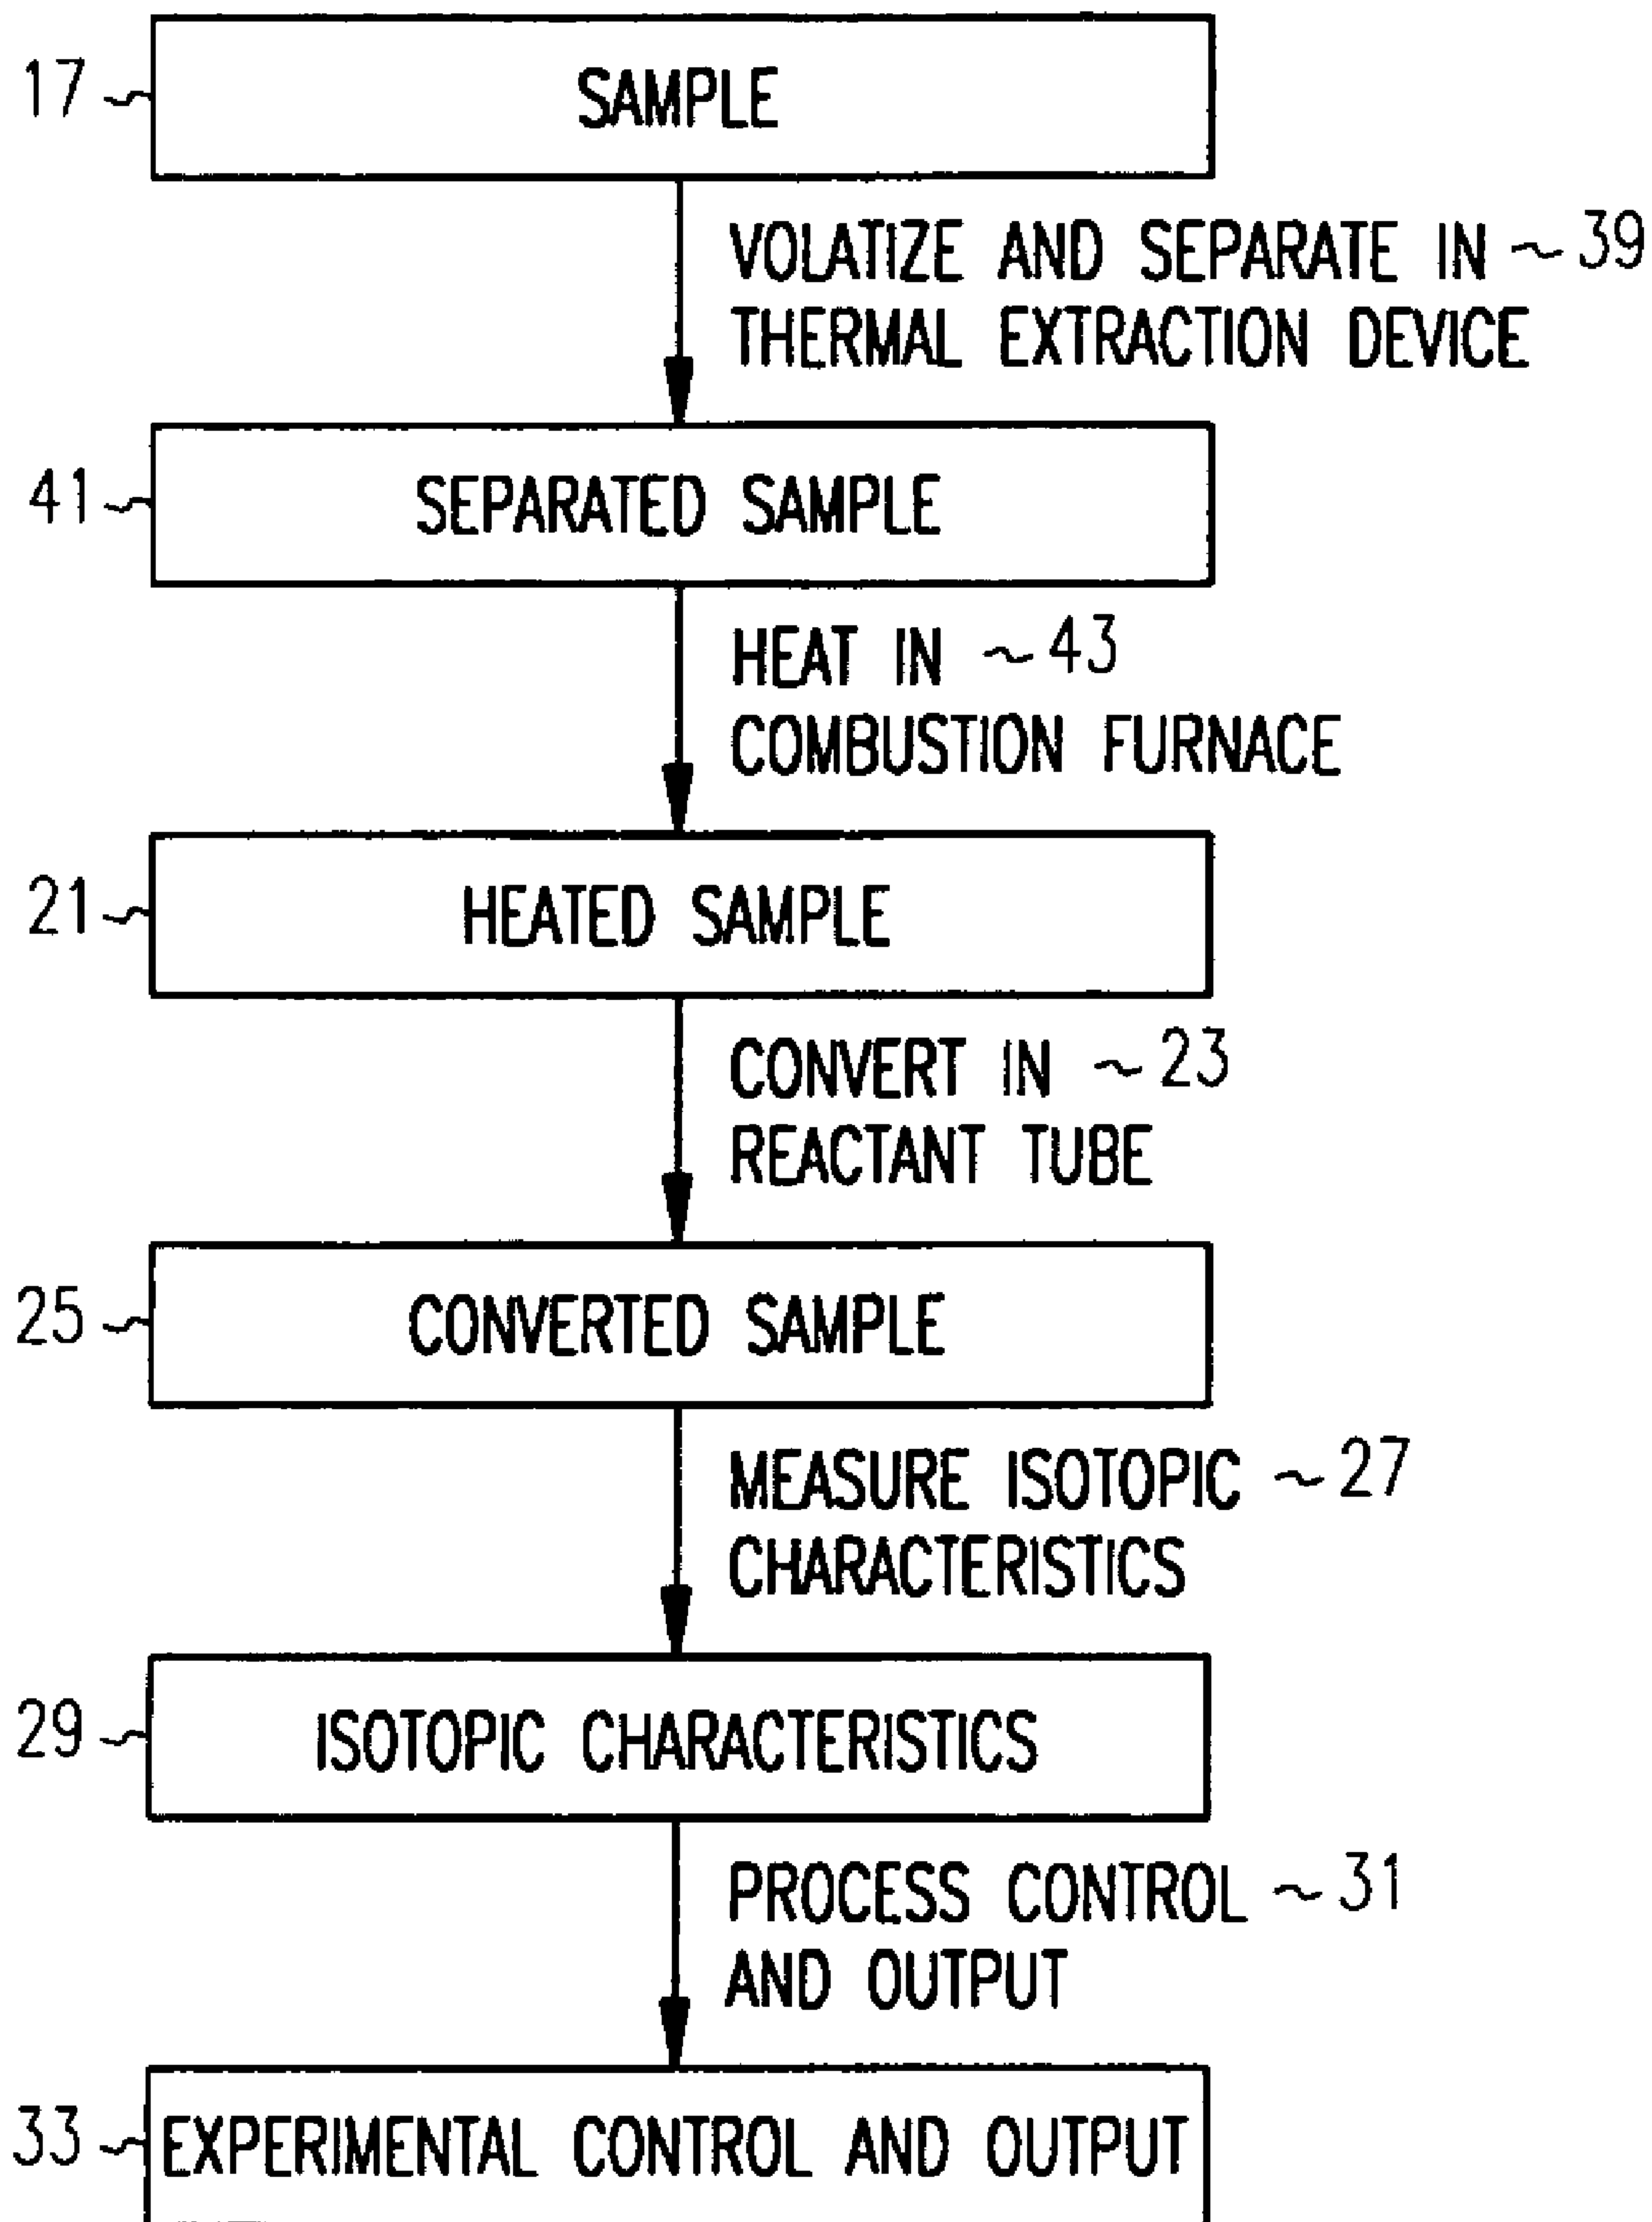 17 SAMPLE
VOLATIZE AND SEPARATE IN ~39
THERMAL EXTRACTION DEVICE
41 SEPARATED SAMPLE
HEAT IN ~43
COMBUSTION FURNACE
21 HEATED SAMPLE
CONVERT IN ~23
REACTANT TUBE
25 CONVERTED SAMPLE
MEASURE ISOTOPIC ~27
CHARACTERISTICS
29 ISOTOPIC CHARACTERISTICS
PROCESS CONTROL ~31
AND OUTPUT
33 EXPERIMENTAL CONTROL AND OUTPUT